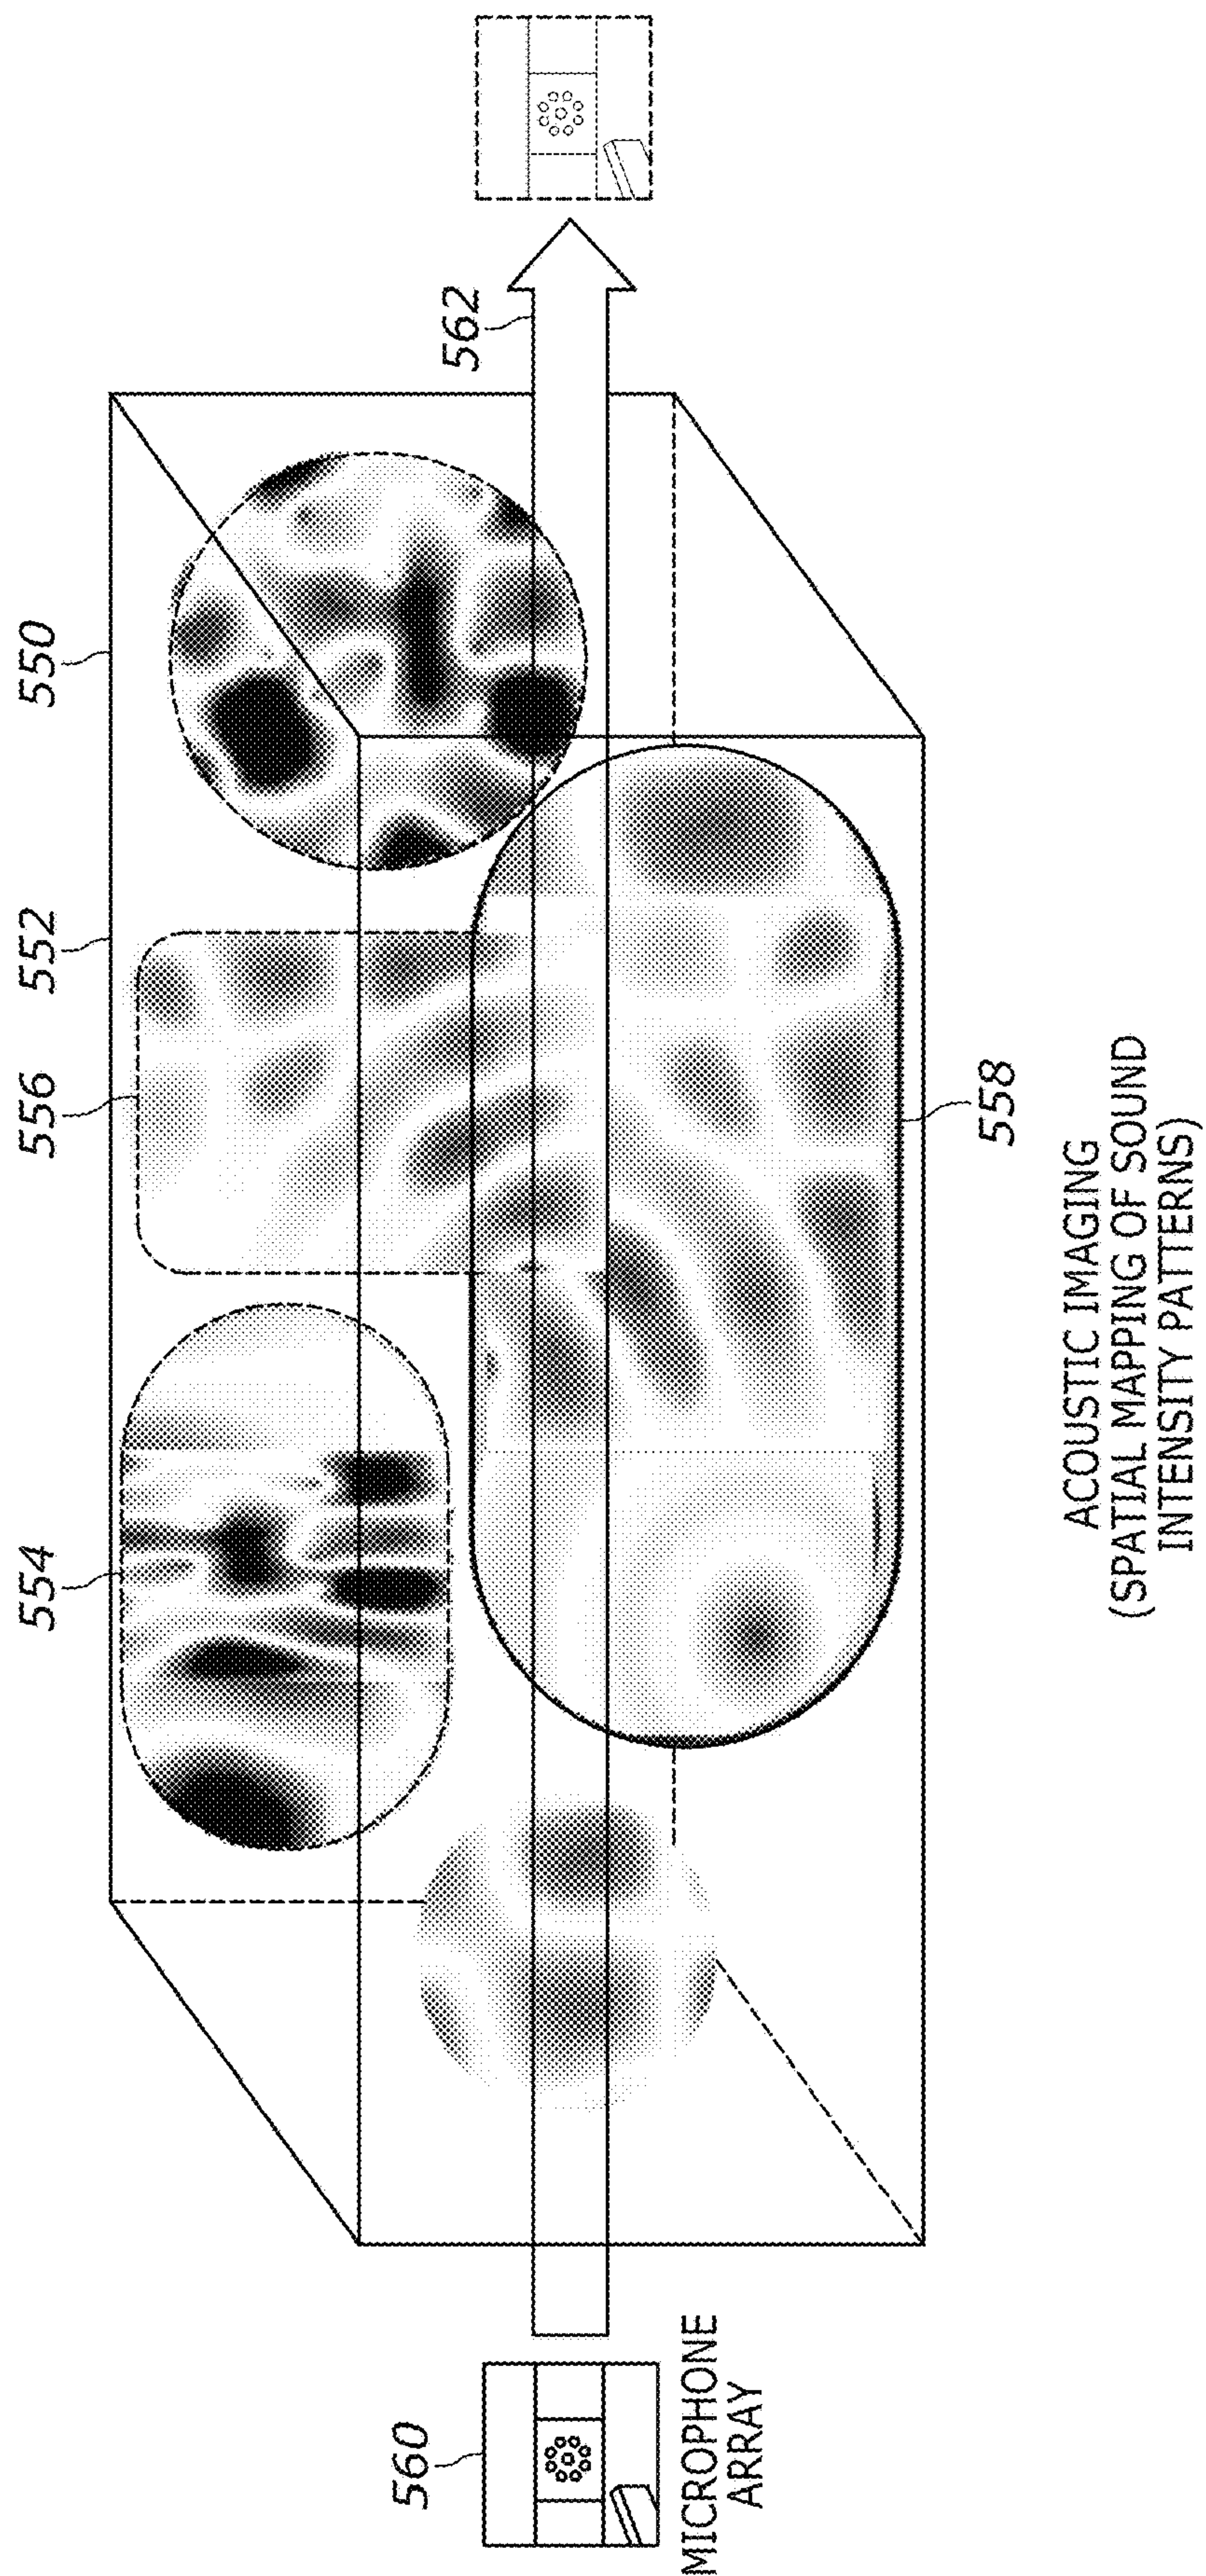 550
552
554
556
558
560
562
MICROPHONE
ARRAY
ACOUSTIC IMAGING
(SPATIAL MAPPING OF SOUND
INTENSITY PATTERNS)